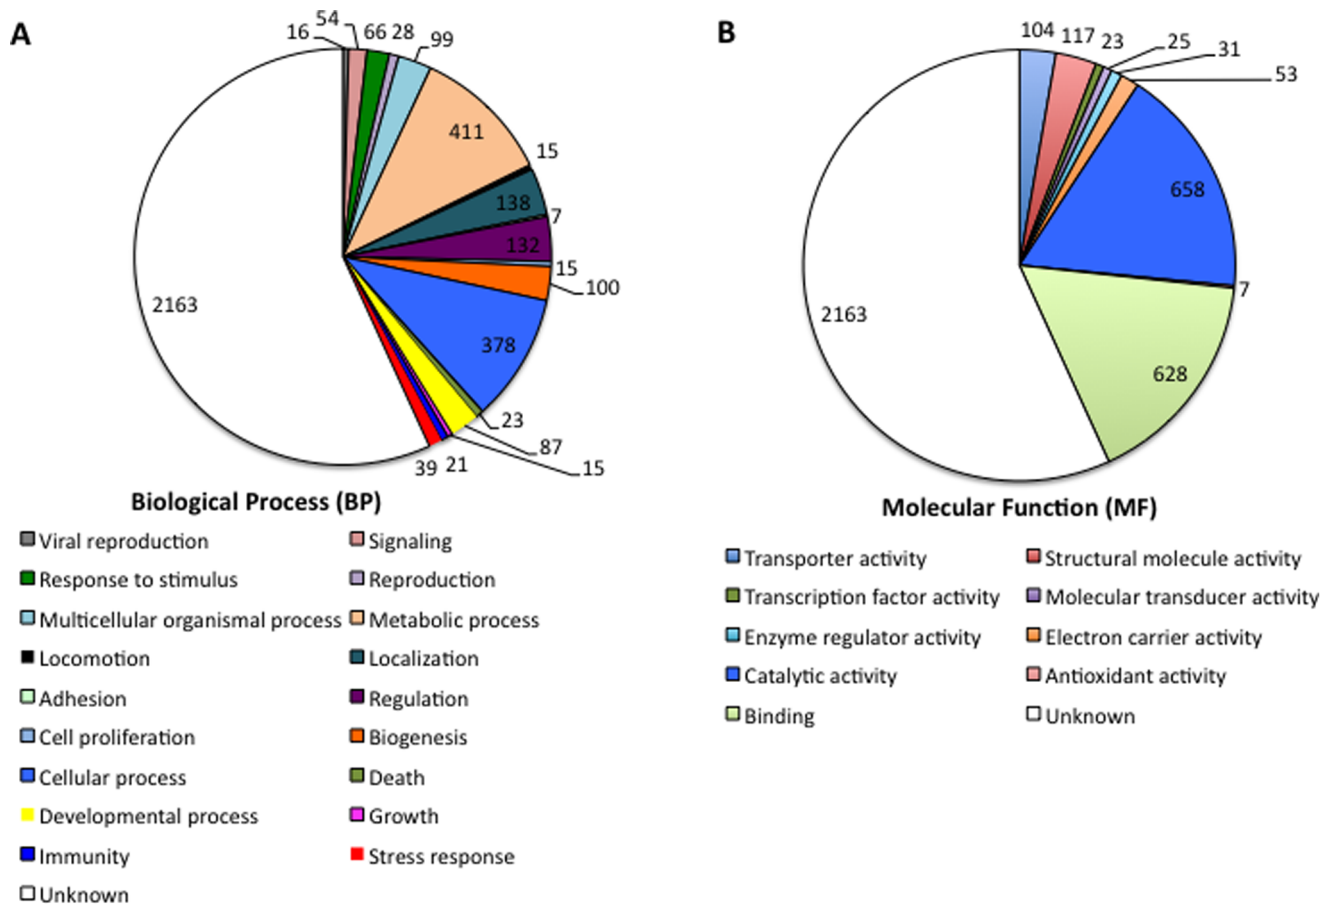 A
16
54
66
28
99
411
15
138
7
132
15
100
378
23
87
15
21
39
2163
Biological Process (BP)
Viral reproduction
Signaling
Response to stimulus
Reproduction
Multicellular organismal process
Metabolic process
Locomotion
Localization
Adhesion
Regulation
Cell proliferation
Biogenesis
Cellular process
Death
Developmental process
Growth
Immunity
Stress response
Unknown
B
104
117
23
25
31
53
658
7
628
2163
Molecular Function (MF)
Transporter activity
Structural molecule activity
Transcription factor activity
Molecular transducer activity
Enzyme regulator activity
Electron carrier activity
Catalytic activity
Antioxidant activity
Binding
Unknown